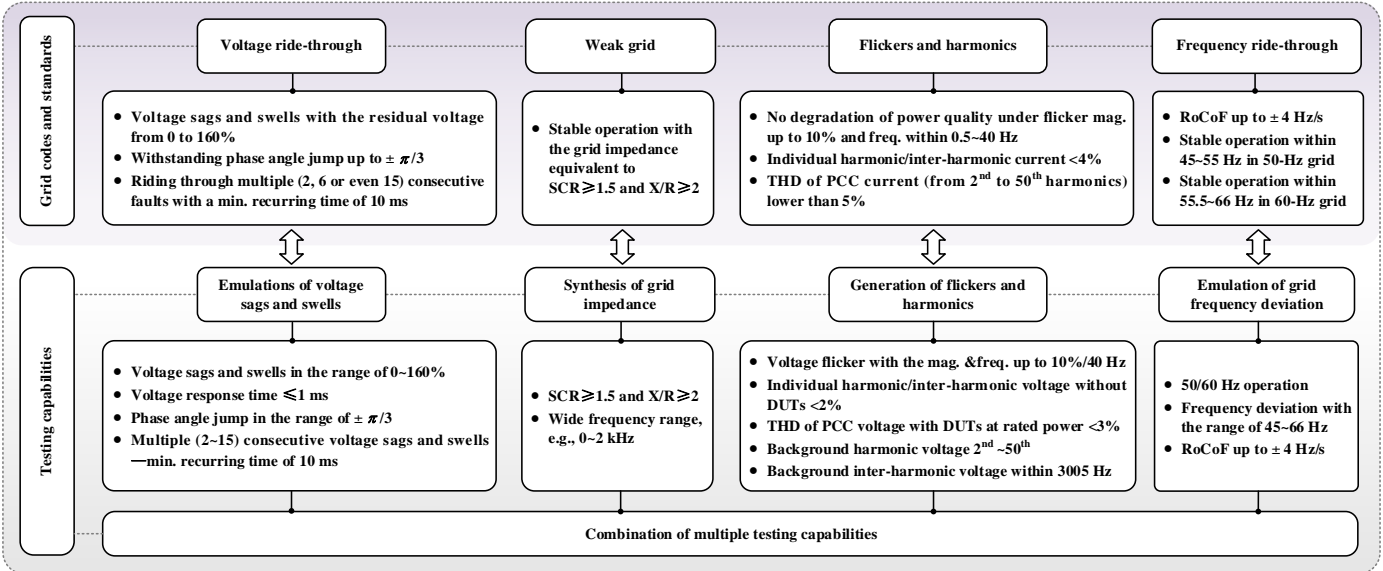 Grid codes and standards
Voltage ride-through
Weak grid
Flickers and harmonics
Frequency ride-through
• Voltage sags and swells with the residual voltage
from 0 to 160%
• Withstanding phase angle jump up to ± π/3
• Riding through multiple (2, 6 or even 15) consecutive
faults with a min. recurring time of 10 ms
• Stable operation with
the grid impedance
equivalent to
SCR≥1.5 and X/R≥2
• No degradation of power quality under flicker mag.
up to 10% and freq. within 0.5~40 Hz
• Individual harmonic/inter-harmonic current <4%
• THD of PCC current (from 2nd to 50th harmonics)
lower than 5%
• RoCoF up to ± 4 Hz/s
• Stable operation within
45~55 Hz in 50-Hz grid
• Stable operation within
55.5~66 Hz in 60-Hz grid
Testing capabilities
Emulations of voltage
sags and swells
Synthesis of grid
impedance
Generation of flickers and
harmonics
Emulation of grid
frequency deviation
• Voltage sags and swells in the range of 0~160%
• Voltage response time ≤1 ms
• Phase angle jump in the range of ± π/3
• Multiple (2~15) consecutive voltage sags and swells
—min. recurring time of 10 ms
• SCR≥1.5 and X/R≥2
• Wide frequency range,
e.g., 0~2 kHz
• Voltage flicker with the mag. &freq. up to 10%/40 Hz
• Individual harmonic/inter-harmonic voltage without
DUTs <2%
• THD of PCC voltage with DUTs at rated power <3%
• Background harmonic voltage 2nd ~50th
• Background inter-harmonic voltage within 3005 Hz
• 50/60 Hz operation
• Frequency deviation with
the range of 45~66 Hz
• RoCoF up to ± 4 Hz/s
Combination of multiple testing capabilities